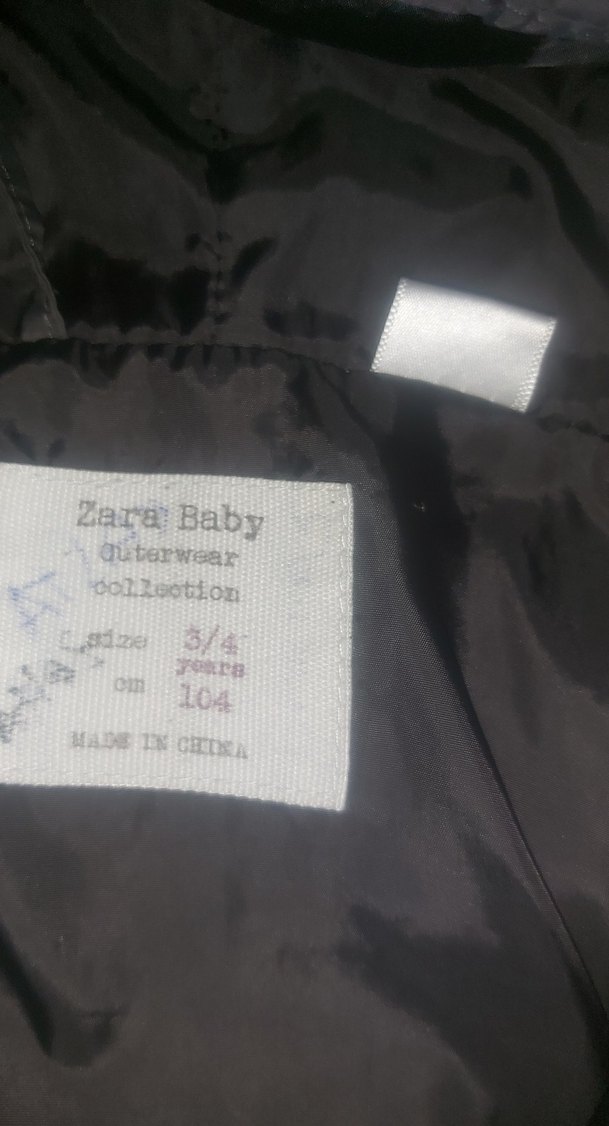 Zara Baby
Outerwear
collection
size 3/4
years
cm 104
MADE IN CHINA